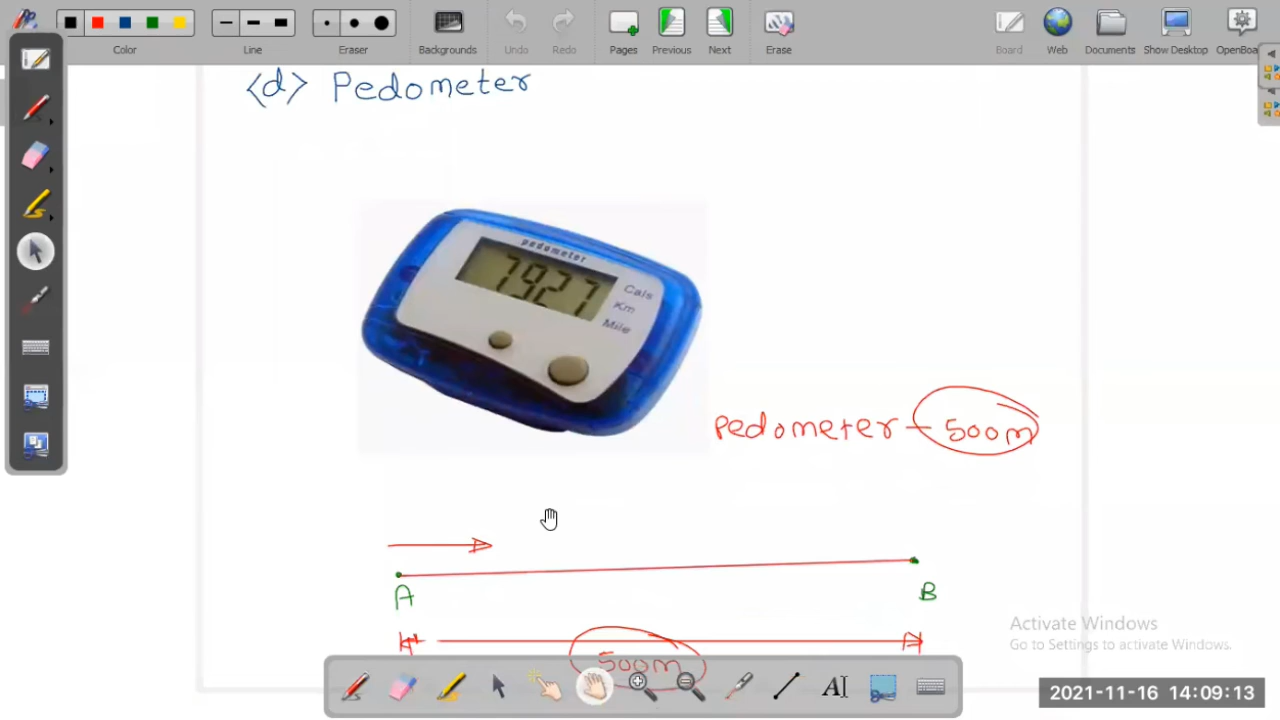 Color
Line
Eraser
Backgrounds
Undo
Redo
Pages
Previous
Next
Erase
Board
Web
Documents
Show Desktop
OpenBoa
<d> Pedometer
pedometer
7927
Cals
Km
Mile
Pedometer - 500m
A
B
500m
Activate Windows
Go to Settings to activate Windows.
AI
2021-11-16 14:09:13